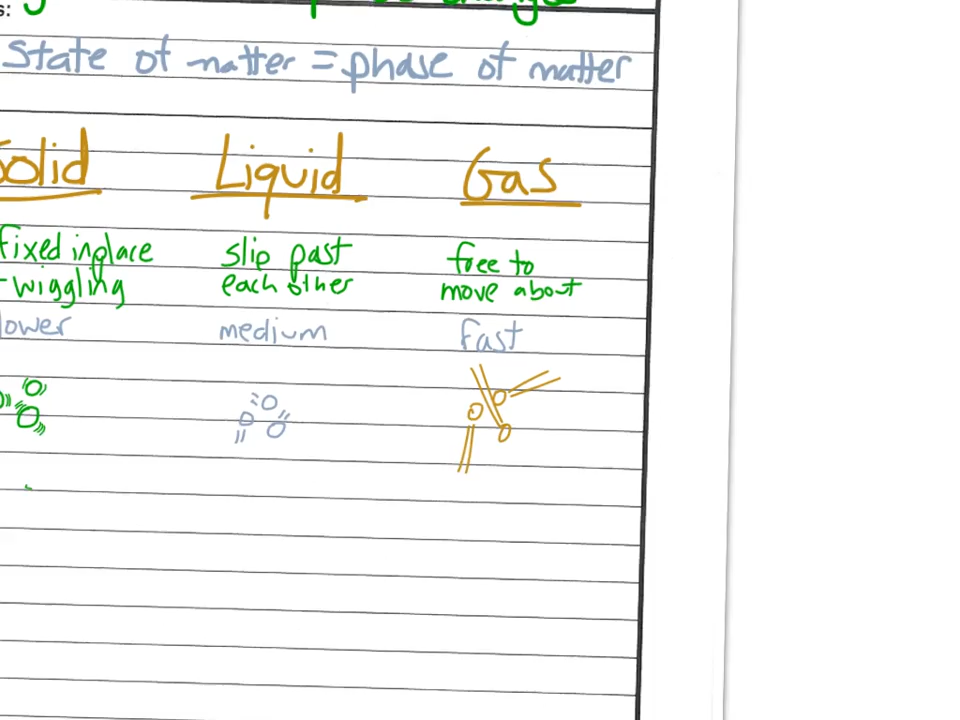 s:
State of matter = phase of matter
Solid Liquid Gas
fixed in place slip past free to
- wiggling each other move about
lower medium fast